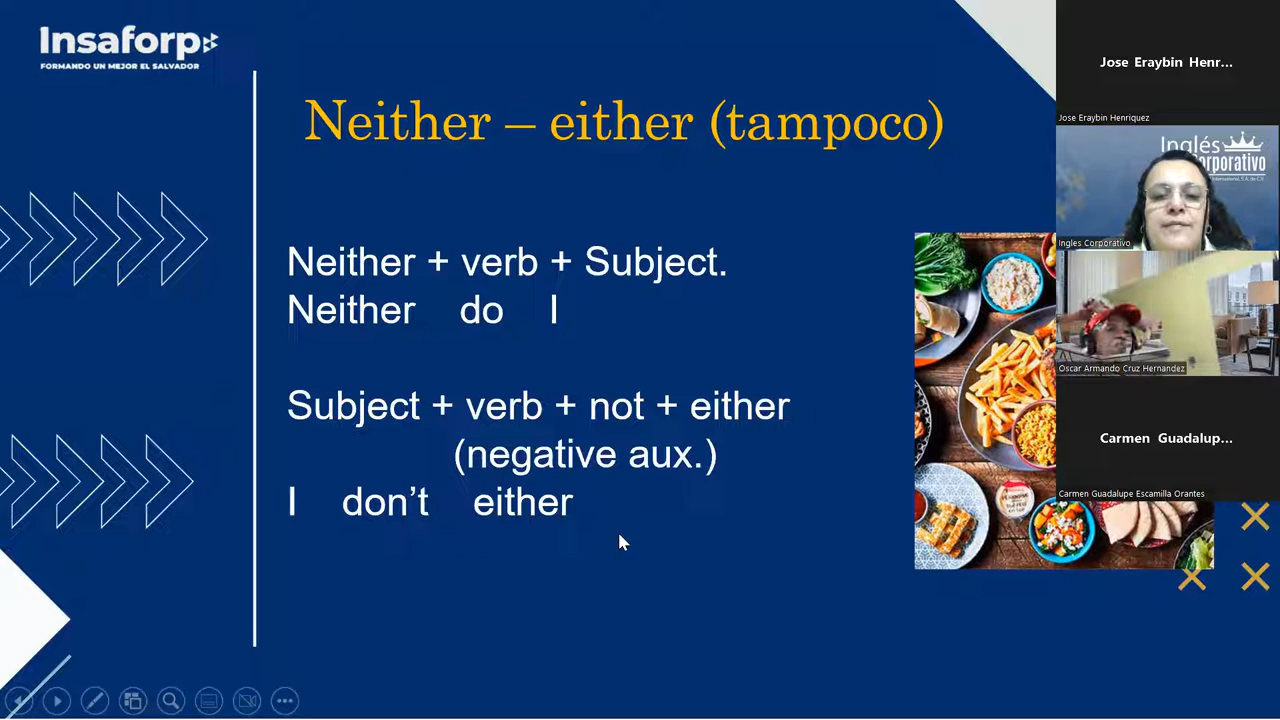 Insaforp
FORMANDO UN MEJOR EL SALVADOR
Neither – either (tampoco)
Neither + verb + Subject.
Neither do I
Subject + verb + not + either
(negative aux.)
I don't either
Jose Eraybin Henr...
Jose Eraybin Henriquez
Inglés
Corporativo
International, S.A. de C.V.
Ingles Corporativo
Oscar Armando Cruz Hernandez
Carmen Guadalup...
Carmen Guadalupe Escamilla Orantes